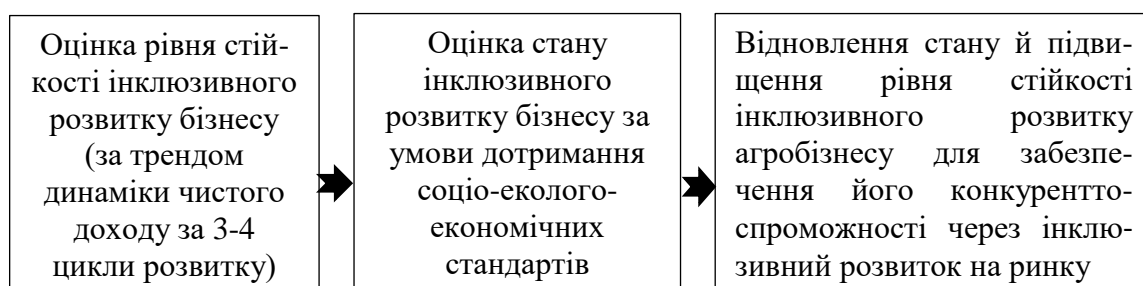 Оцінка рівня стій-
кості інклюзивного
розвитку бізнесу
(за трендом
динаміки чистого
доходу за 3-4
цикли розвитку)
Оцінка стану
інклюзивного
розвитку бізнесу за
умови дотримання
соціо-еколого-
економічних
стандартів
Відновлення стану й підви-
щення рівня стійкості
інклюзивного розвитку
агробізнесу для забезпе-
чення його конкурентто-
спроможності через інклю-
зивний розвиток на ринку